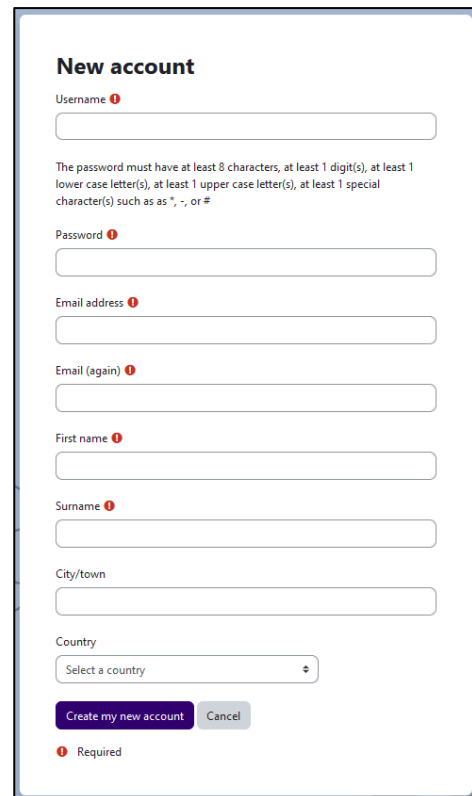 New account
Username
The password must have at least 8 characters, at least 1 digit(s), at least 1
lower case letter(s), at least 1 upper case letter(s), at least 1 special
character(s) such as as *, -, or #
Password
Email address
Email (again)
First name
Surname
City/town
Country
Select a country
Create my new account Cancel
Required